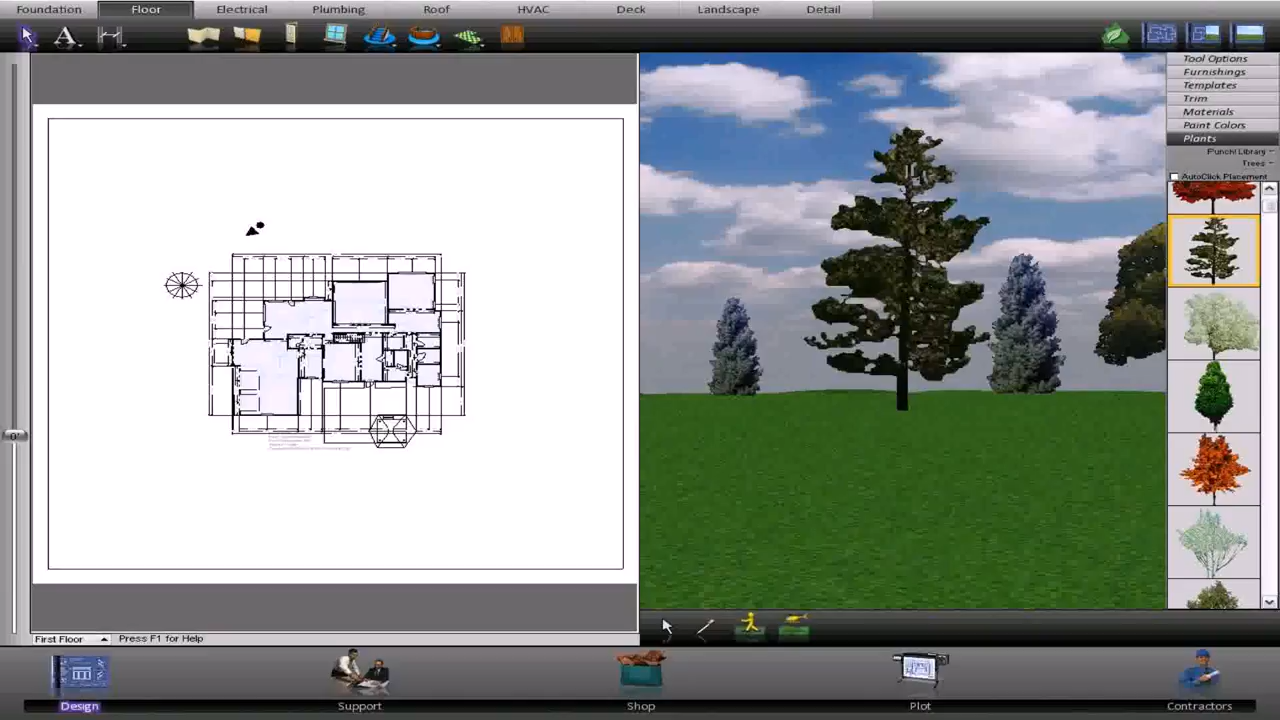 Foundation Floor Electrical Plumbing Roof HVAC Deck Landscape Detail
A
Tool Options
Furnishings
Templates
Trim
Materials
Paint Colors
Plants
Punch! Library
Trees
AutoClick Placement
0'
First Floor Press F1 for Help
Design Support Shop Plot Contractors